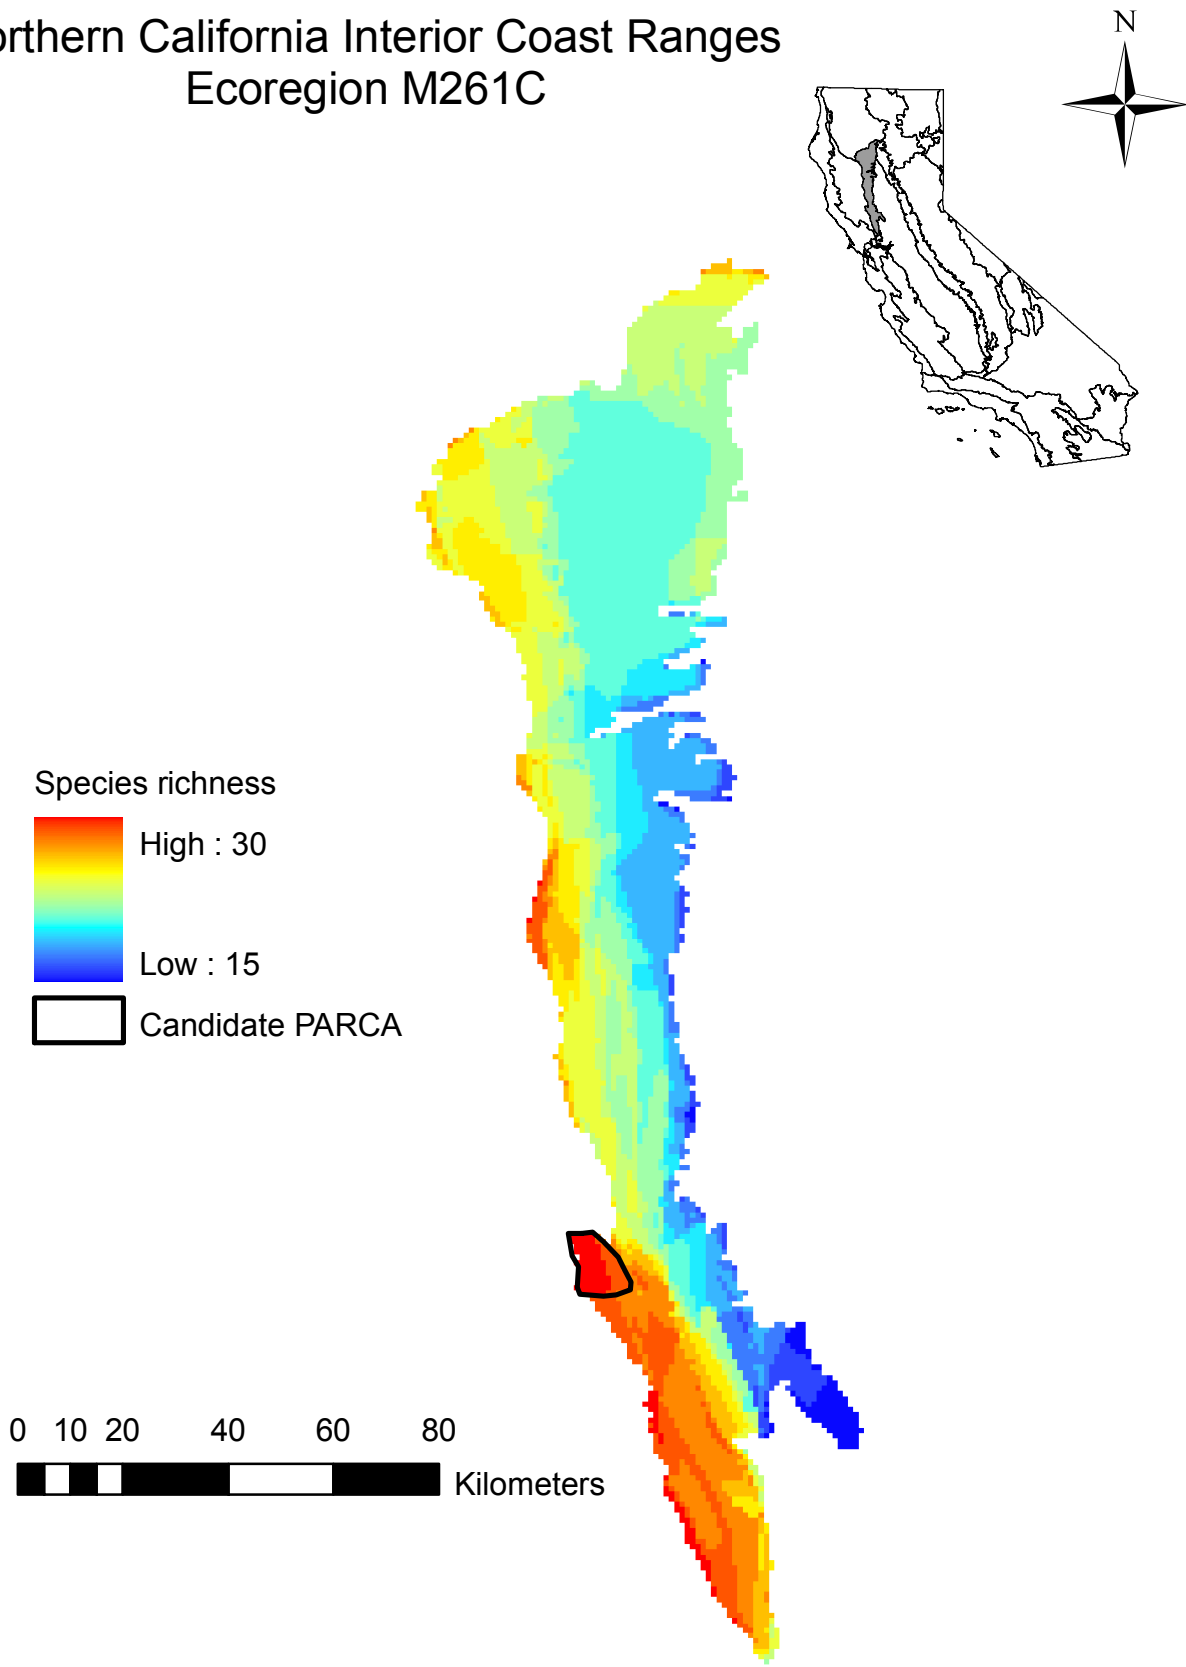 orthern California Interior Coast Ranges
Ecoregion M261C
N
Species richness
High : 30
Low : 15
Candidate PARCA
0 10 20 40 60 80
Kilometers